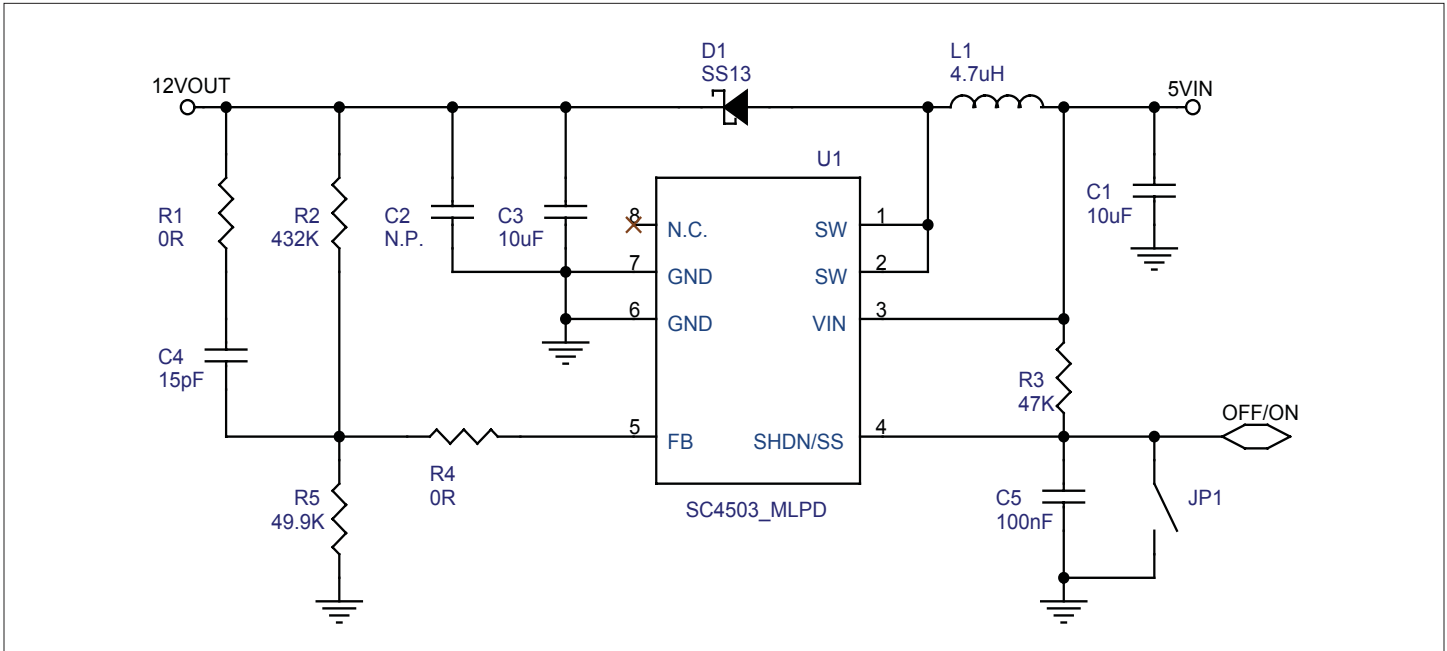 D1
SS13
L1
4.7uH
12VOUT
5VIN
U1
C1
10uF
R1
0R
R2
432K
C2
N.P.
C3
10uF
8
N.C.
SW
1
7
GND
SW
2
6
GND
VIN
3
C4
15pF
R3
47K
OFF/ON
5
FB
SHDN/SS
4
R4
0R
R5
49.9K
SC4503_MLPD
C5
100nF
JP1